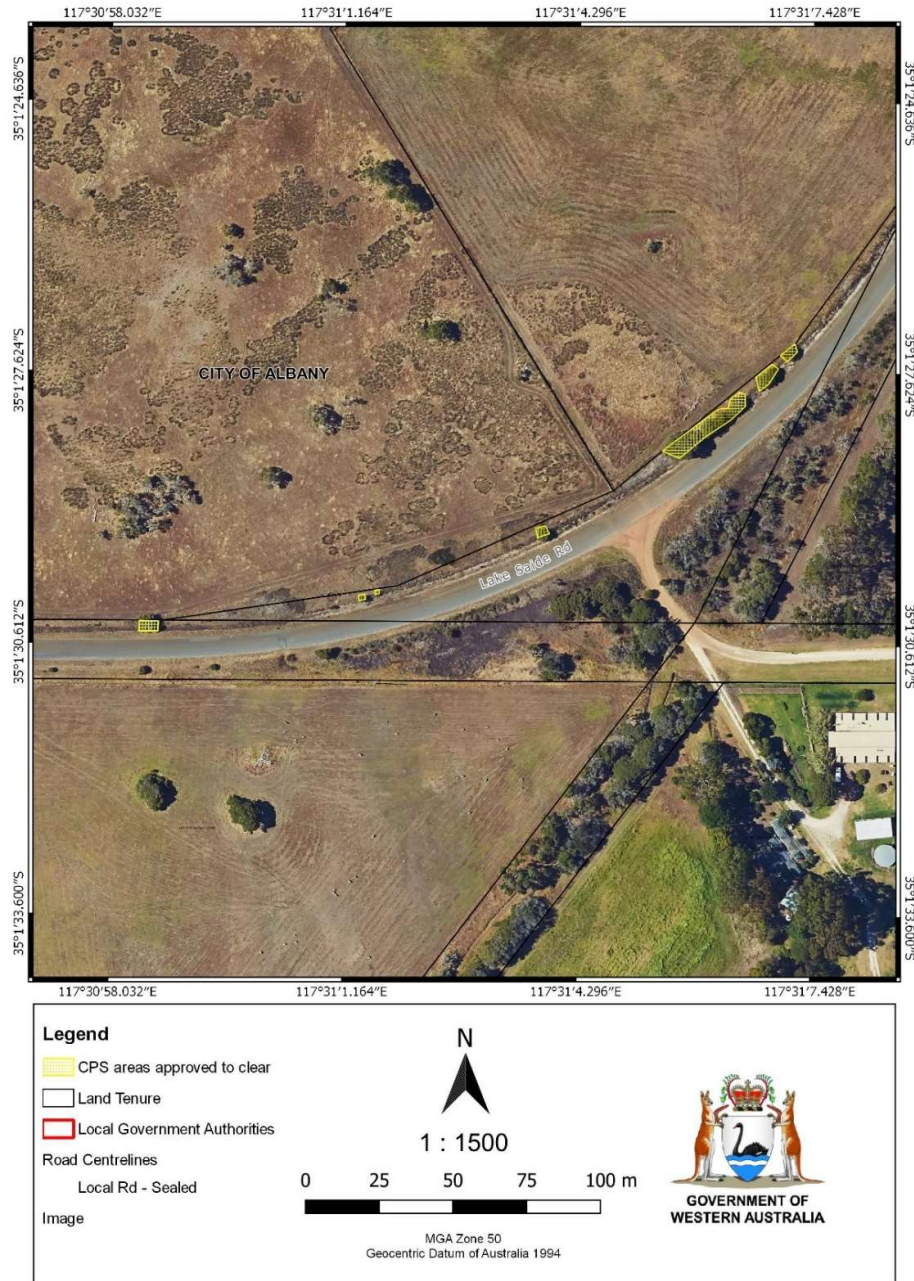 117°30'58.032"E 117°31'1.164"E 117°31'4.296"E 117°31'7.428"E
35°1'24.636"S 35°1'24.636"S
35°1'27.624"S 35°1'27.624"S
CITY OF ALBANY
Lake Saide Rd
35°1'30.612"S 35°1'30.612"S
35°1'33.600"S 35°1'33.600"S
117°30'58.032"E 117°31'1.164"E 117°31'4.296"E 117°31'7.428"E
Legend
CPS areas approved to clear
Land Tenure
Local Government Authorities
Road Centrelines
Local Rd - Sealed
Image
N
1 : 1500
0 25 50 75 100 m
MGA Zone 50
Geocentric Datum of Australia 1994
GOVERNMENT OF
WESTERN AUSTRALIA